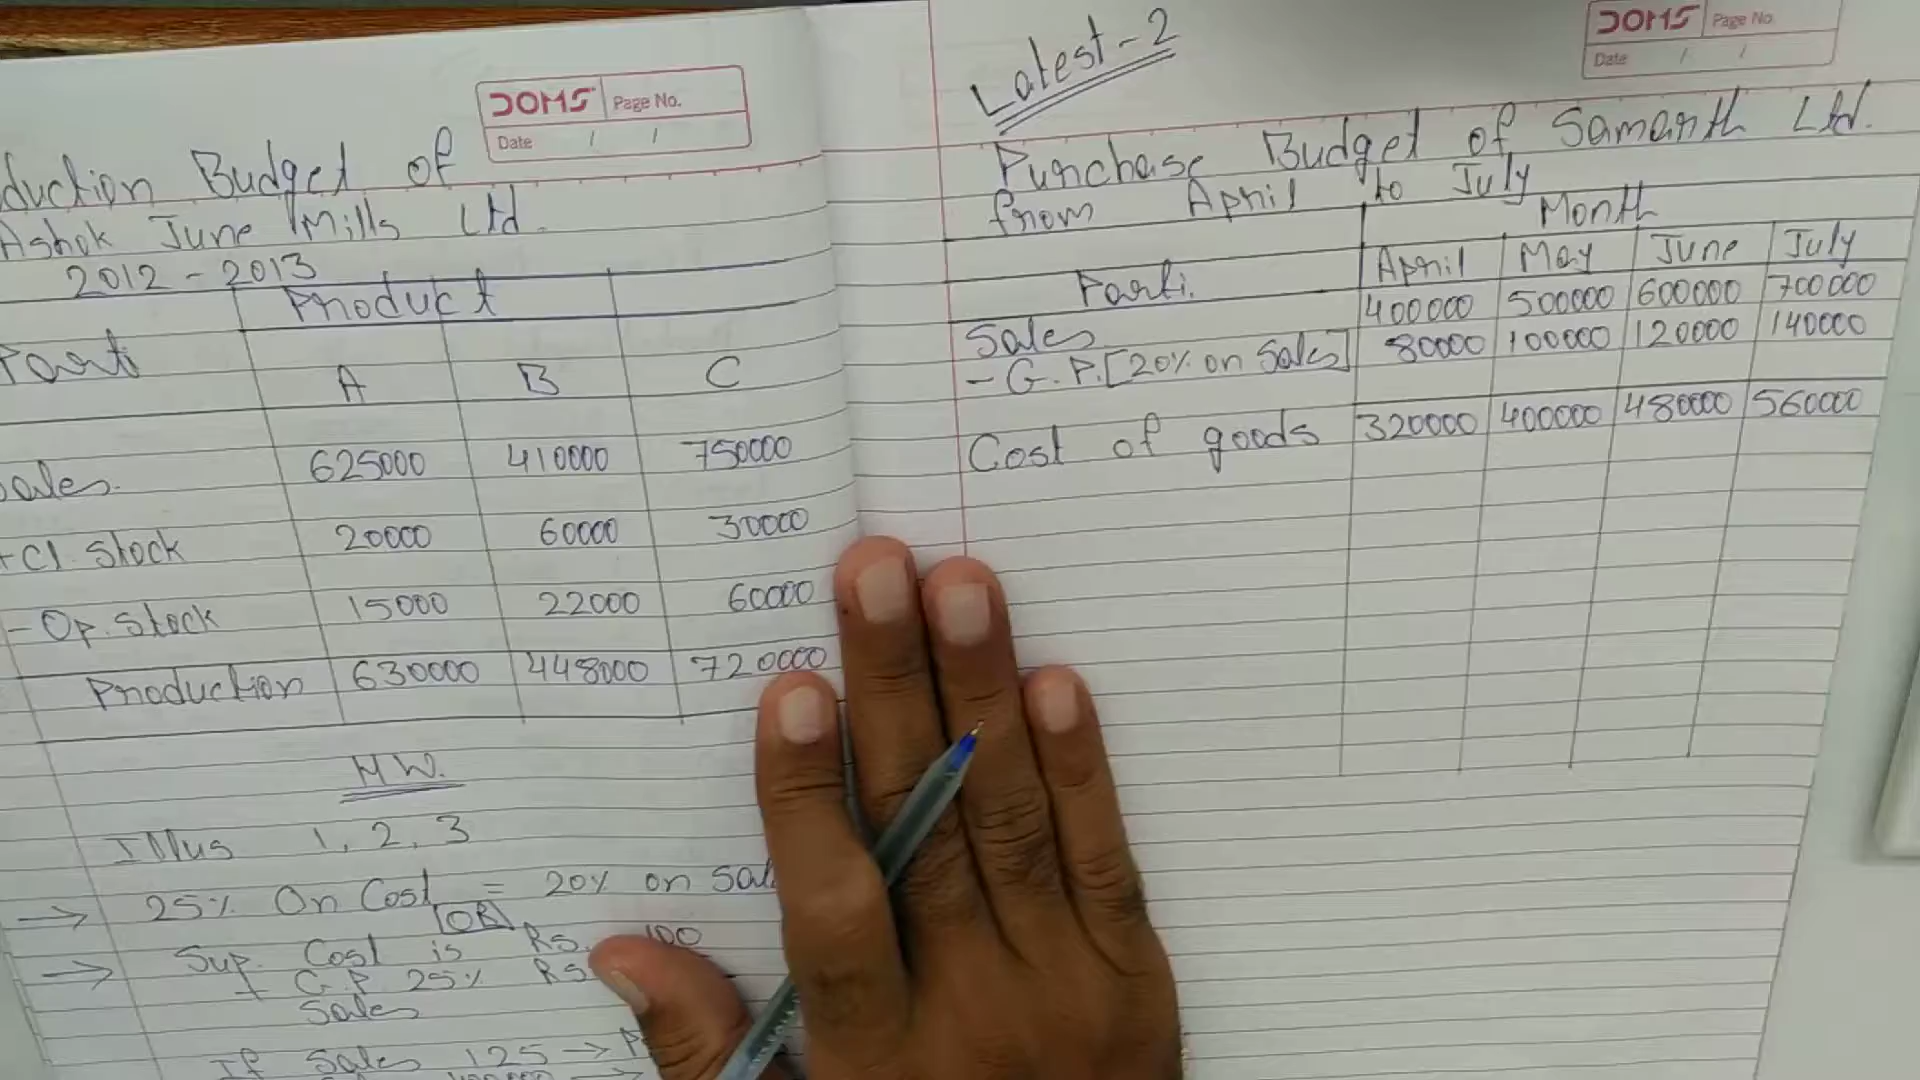 DOMS Page No.
Date / /
duction Budget of
Ashok June Mills Ltd.
2012 - 2013
Product
Parti
A B C
Sales. 625000 410000 750000
+ Cl. Stock 20000 60000 30000
- Op. Stock 15000 22000 60000
Production 630000 448000 720000
H.W.
Illus 1, 2, 3
→ 25% On Cost = 20% on Sal
OR
→ Sup. Cost is Rs. 100
+ G.P 25% Rs
Sales
If Sales 125 →
Latest - 2
DOMS Page No.
Date / /
Purchase Budget of Samarth Ltd.
from April to July
Month
Parti. April May June July
Sales 400000 500000 600000 700000
- G.P. [20% on Sales] 80000 100000 120000 140000
Cost of goods 320000 400000 480000 560000